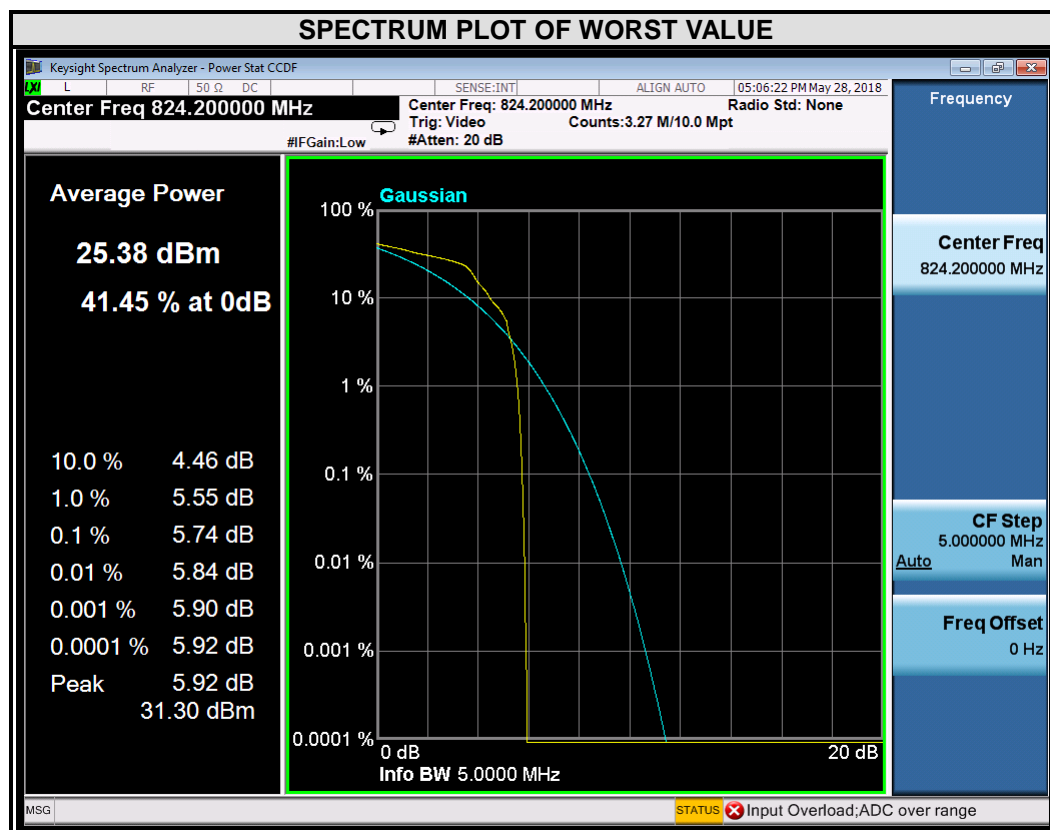 SPECTRUM PLOT OF WORST VALUE
Keysight Spectrum Analyzer - Power Stat CCDF
LXI L RF 50 Ω DC SENSE:INT ALIGN AUTO 05:06:22 PM May 28, 2018
Center Freq 824.200000 MHz
Center Freq: 824.200000 MHz Radio Std: None
Trig: Video Counts:3.27 M/10.0 Mpt
#IFGain:Low #Atten: 20 dB
Frequency
Average Power
25.38 dBm
41.45 % at 0dB
10.0 % 4.46 dB
1.0 % 5.55 dB
0.1 % 5.74 dB
0.01 % 5.84 dB
0.001 % 5.90 dB
0.0001 % 5.92 dB
Peak 5.92 dB
31.30 dBm
Gaussian
100 %
10 %
1 %
0.1 %
0.01 %
0.001 %
0.0001 %
0 dB 20 dB
Info BW 5.0000 MHz
Center Freq
824.200000 MHz
CF Step
5.000000 MHz
Auto Man
Freq Offset
0 Hz
MSG STATUS Input Overload;ADC over range